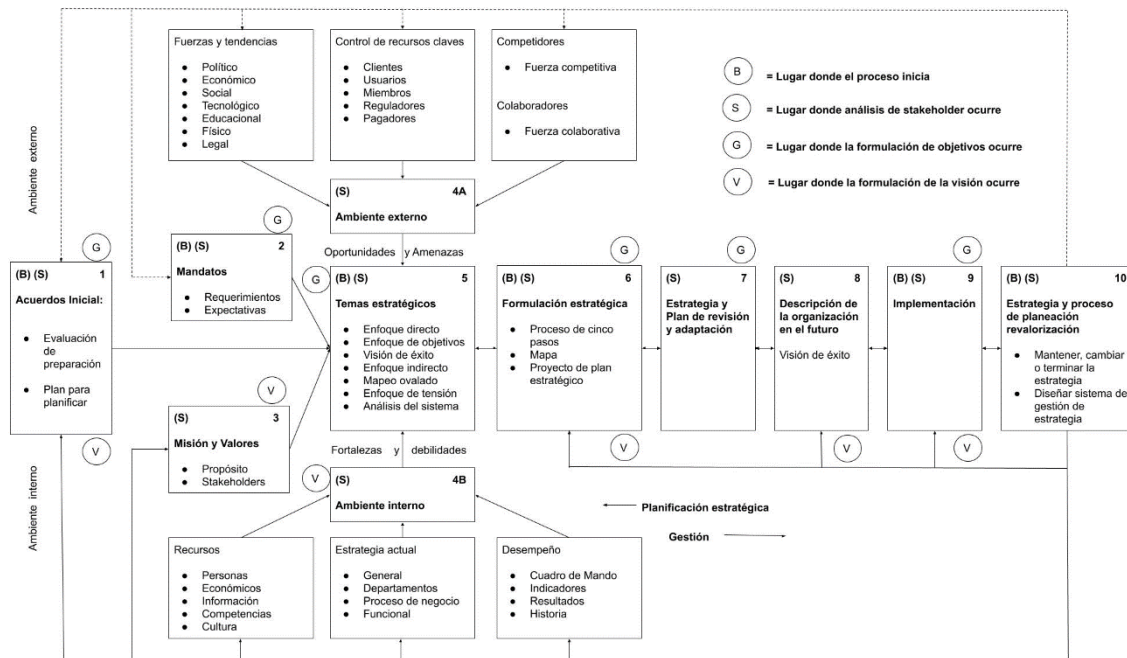 Fuerzas y tendencias
● Político
● Económico
● Social
● Tecnológico
● Educacional
● Físico
● Legal
Control de recursos claves
● Clientes
● Usuarios
● Miembros
● Reguladores
● Pagadores
Competidores
● Fuerza competitiva
Colaboradores
● Fuerza colaborativa
B = Lugar donde el proceso inicia
S = Lugar donde análisis de stakeholder ocurre
G = Lugar donde la formulación de objetivos ocurre
V = Lugar donde la formulación de la visión ocurre
Ambiente externo
(S) 4A
Ambiente externo
Oportunidades y Amenazas
G
(B) (S) 1
Acuerdos Inicial:
● Evaluación
de
preparación
● Plan para
planificar
V
G
(B) (S) 2
Mandatos
● Requerimientos
● Expectativas
V
(S) 3
Misión y Valores
● Propósito
● Stakeholders
G
(B) (S) 5
Temas estratégicos
● Enfoque directo
● Enfoque de objetivos
● Visión de éxito
● Enfoque indirecto
● Mapeo ovalado
● Enfoque de tensión
● Análisis del sistema
Fortalezas y debilidades
G
(B) (S) 6
Formulación estratégica
● Proceso de cinco
pasos
● Mapa
● Proyecto de plan
estratégico
V
G
(S) 7
Estrategia y
Plan de revisión
y adaptación
(S) 8
Descripción de
la organización
en el futuro
Visión de éxito
V
G
(B) (S) 9
Implementación
V
(B) (S) 10
Estrategia y proceso
de planeación
revalorización
● Mantener, cambiar
o terminar la
estrategia
● Diseñar sistema de
gestión de
estrategia
Ambiente interno
V
(S) 4B
Ambiente interno
Planificación estratégica
Gestión
Recursos
● Personas
● Económicos
● Información
● Competencias
● Cultura
Estrategia actual
● General
● Departamentos
● Proceso de negocio
● Funcional
Desempeño
● Cuadro de Mando
● Indicadores
● Resultados
● Historia